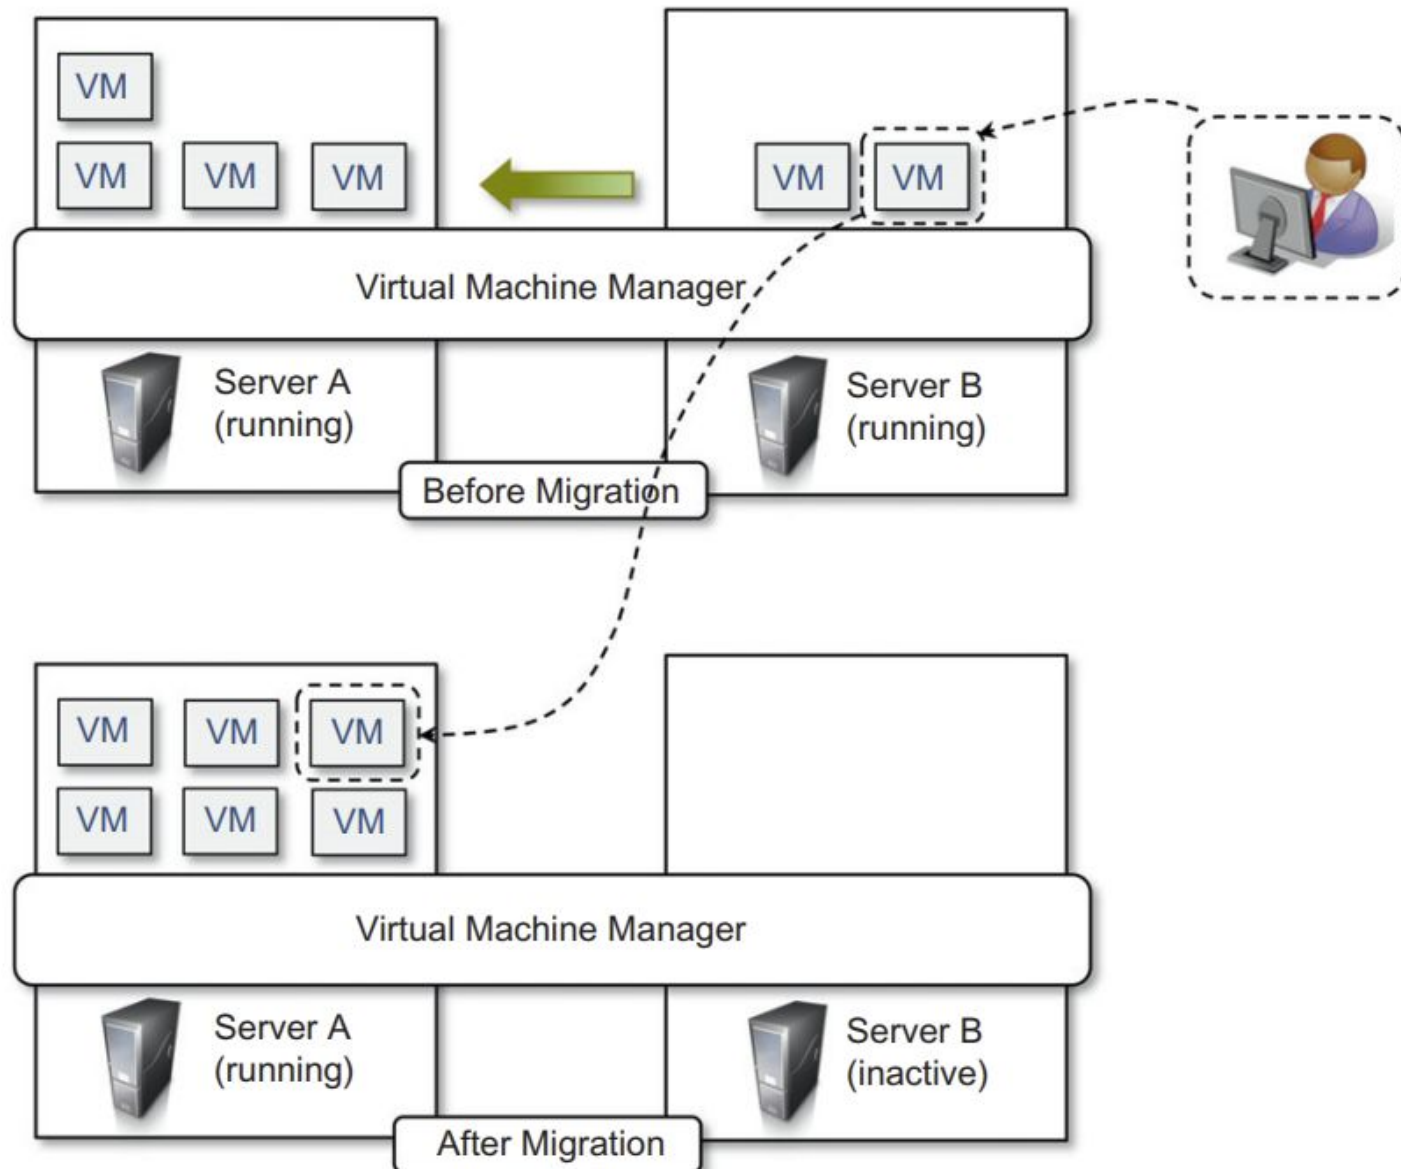 VM
VM VM VM
VM VM
Virtual Machine Manager
Server A
(running)
Server B
(running)
Before Migration
VM VM VM
VM VM VM
Virtual Machine Manager
Server A
(running)
Server B
(inactive)
After Migration